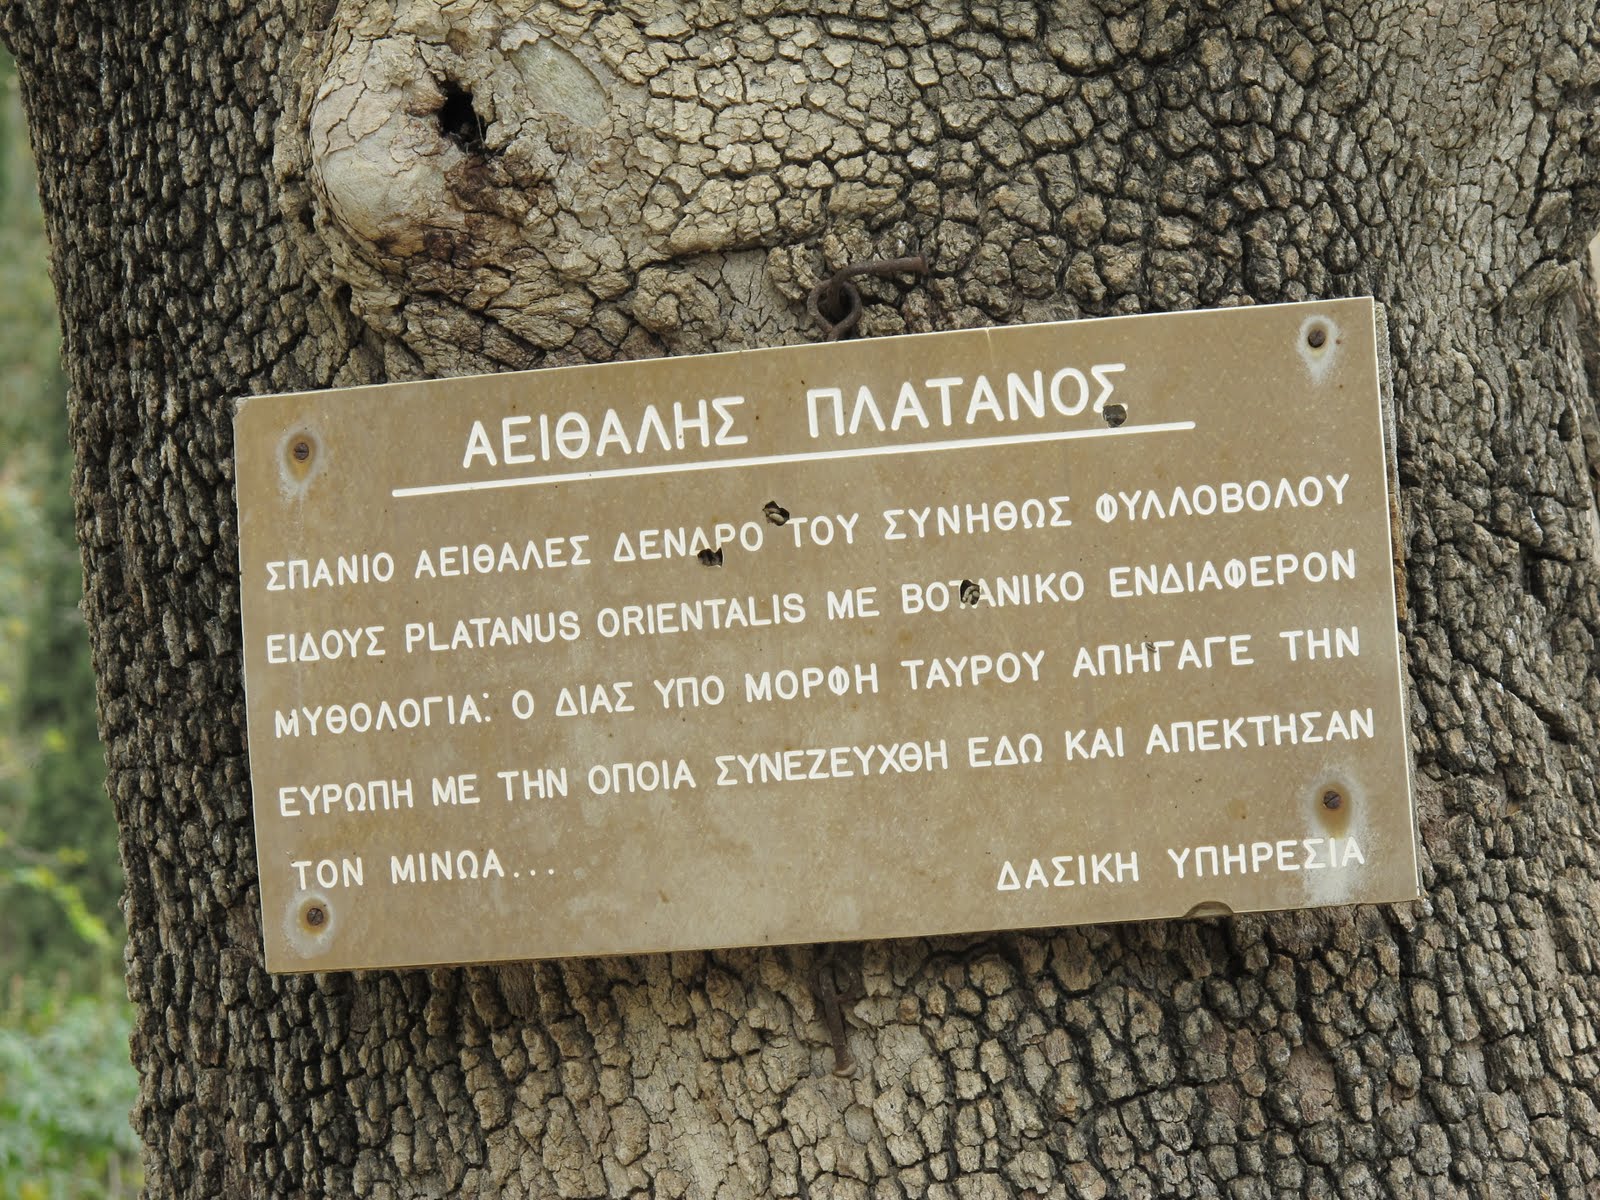 ΑΕΙΘΑΛΗΣ ΠΛΑΤΑΝΟΣ
ΣΠΑΝΙΟ ΑΕΙΘΑΛΕΣ ΔΕΝΔΡΟ ΤΟΥ ΣΥΝΗΘΩΣ ΦΥΛΛΟΒΟΛΟΥ
ΕΙΔΟΥΣ PLATANUS ORIENTALIS ΜΕ ΒΟΤΑΝΙΚΟ ΕΝΔΙΑΦΕΡΟΝ
ΜΥΘΟΛΟΓΙΑ: Ο ΔΙΑΣ ΥΠΟ ΜΟΡΦΗ ΤΑΥΡΟΥ ΑΠΗΓΑΓΕ ΤΗΝ
ΕΥΡΩΠΗ ΜΕ ΤΗΝ ΟΠΟΙΑ ΣΥΝΕΖΕΥΧΘΗ ΕΔΩ ΚΑΙ ΑΠΕΚΤΗΣΑΝ
ΤΟΝ ΜΙΝΩΑ...
ΔΑΣΙΚΗ ΥΠΗΡΕΣΙΑ